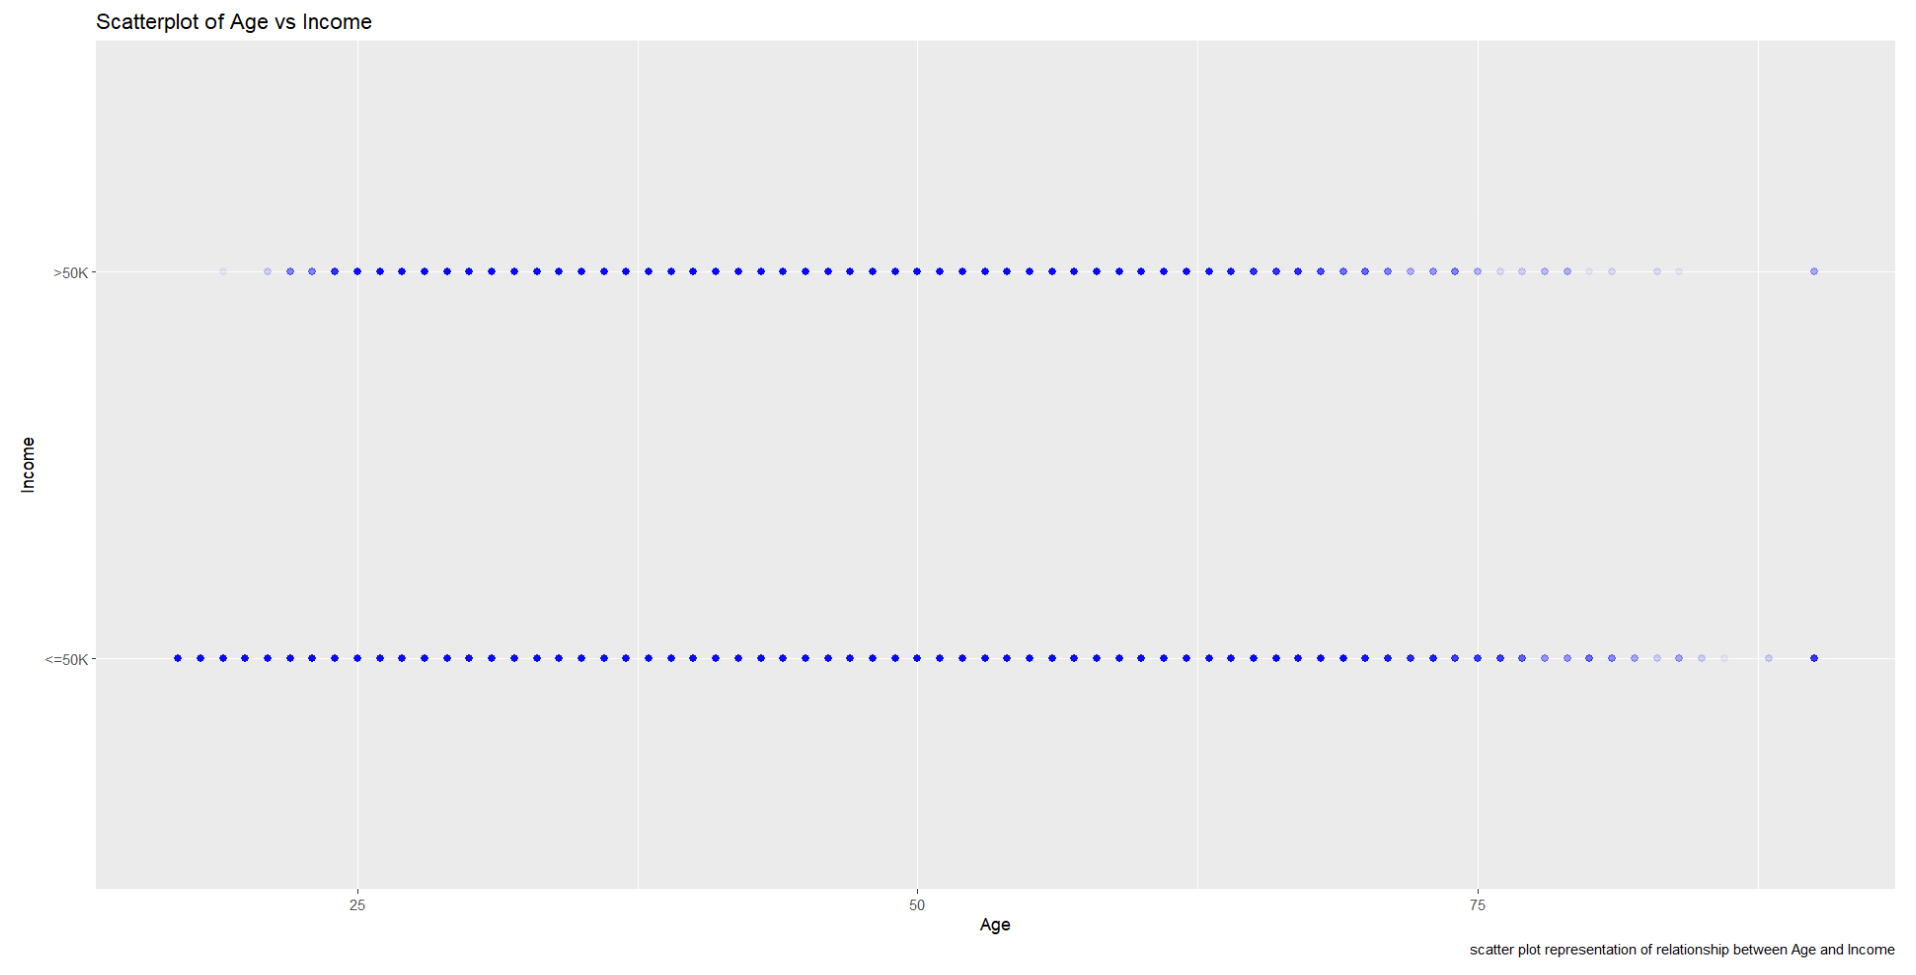 Scatterplot of Age vs Income
>50K
Income
<=50K
25 50 75
Age
scatter plot representation of relationship between Age and Income